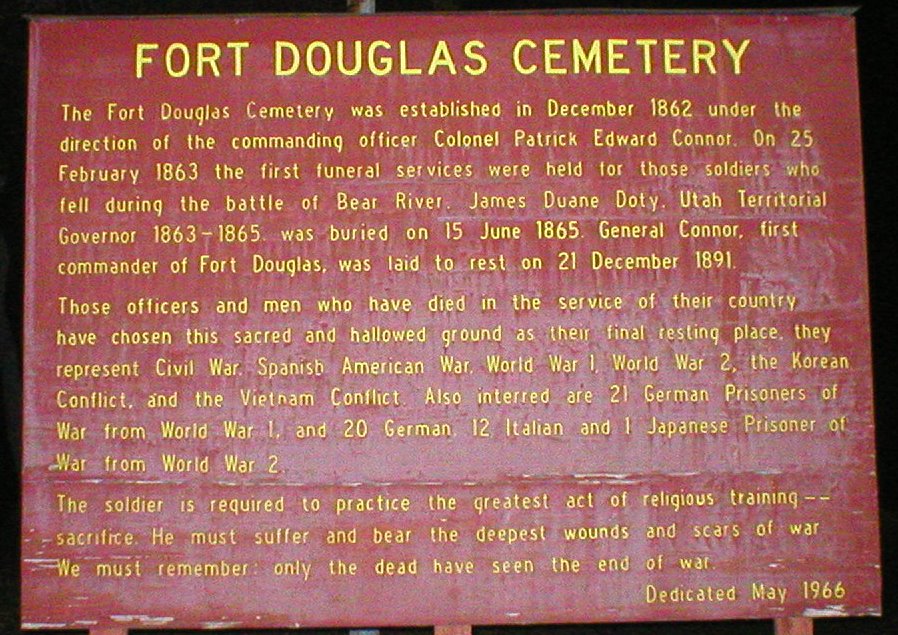 FORT DOUGLAS CEMETERY
The Fort Douglas Cemetery was established in December 1862 under the
direction of the commanding officer Colonel Patrick Edward Connor. On 25
February 1863 the first funeral services were held for those soldiers who
fell during the battle of Bear River. James Duane Doty, Utah Territorial
Governor 1863-1865, was buried on 15 June 1865. General Connor, first
commander of Fort Douglas, was laid to rest on 21 December 1891.
Those officers and men who have died in the service of their country
have chosen this sacred and hallowed ground as their final resting place, they
represent Civil War, Spanish American War, World War 1, World War 2, the Korean
Conflict, and the Vietnam Conflict. Also interred are 21 German Prisoners of
War from World War 1, and 20 German, 12 Italian and 1 Japanese Prisoner of
War from World War 2.
The soldier is required to practice the greatest act of religious training--
sacrifice. He must suffer and bear the deepest wounds and scars of war
We must remember: only the dead have seen the end of war.
Dedicated May 1966